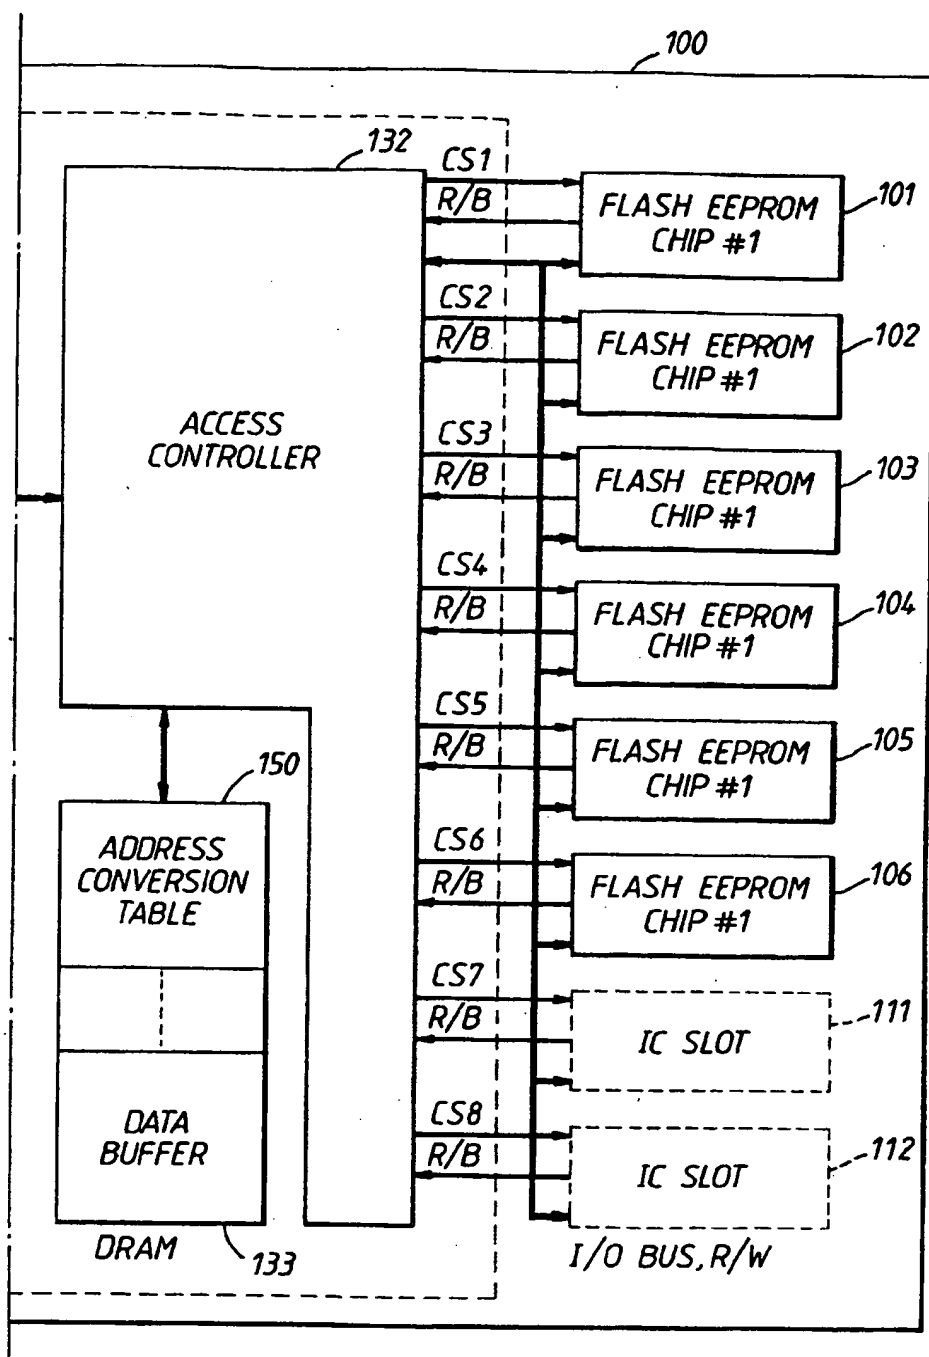 100
132
CS1
R/B
FLASH EEPROM
CHIP #1
101
CS2
R/B
FLASH EEPROM
CHIP #1
102
ACCESS
CONTROLLER
CS3
R/B
FLASH EEPROM
CHIP #1
103
CS4
R/B
FLASH EEPROM
CHIP #1
104
CS5
R/B
FLASH EEPROM
CHIP #1
105
150
ADDRESS
CONVERSION
TABLE
CS6
R/B
FLASH EEPROM
CHIP #1
106
CS7
R/B
IC SLOT
111
DATA
BUFFER
CS8
R/B
IC SLOT
112
DRAM
133
I/O BUS, R/W